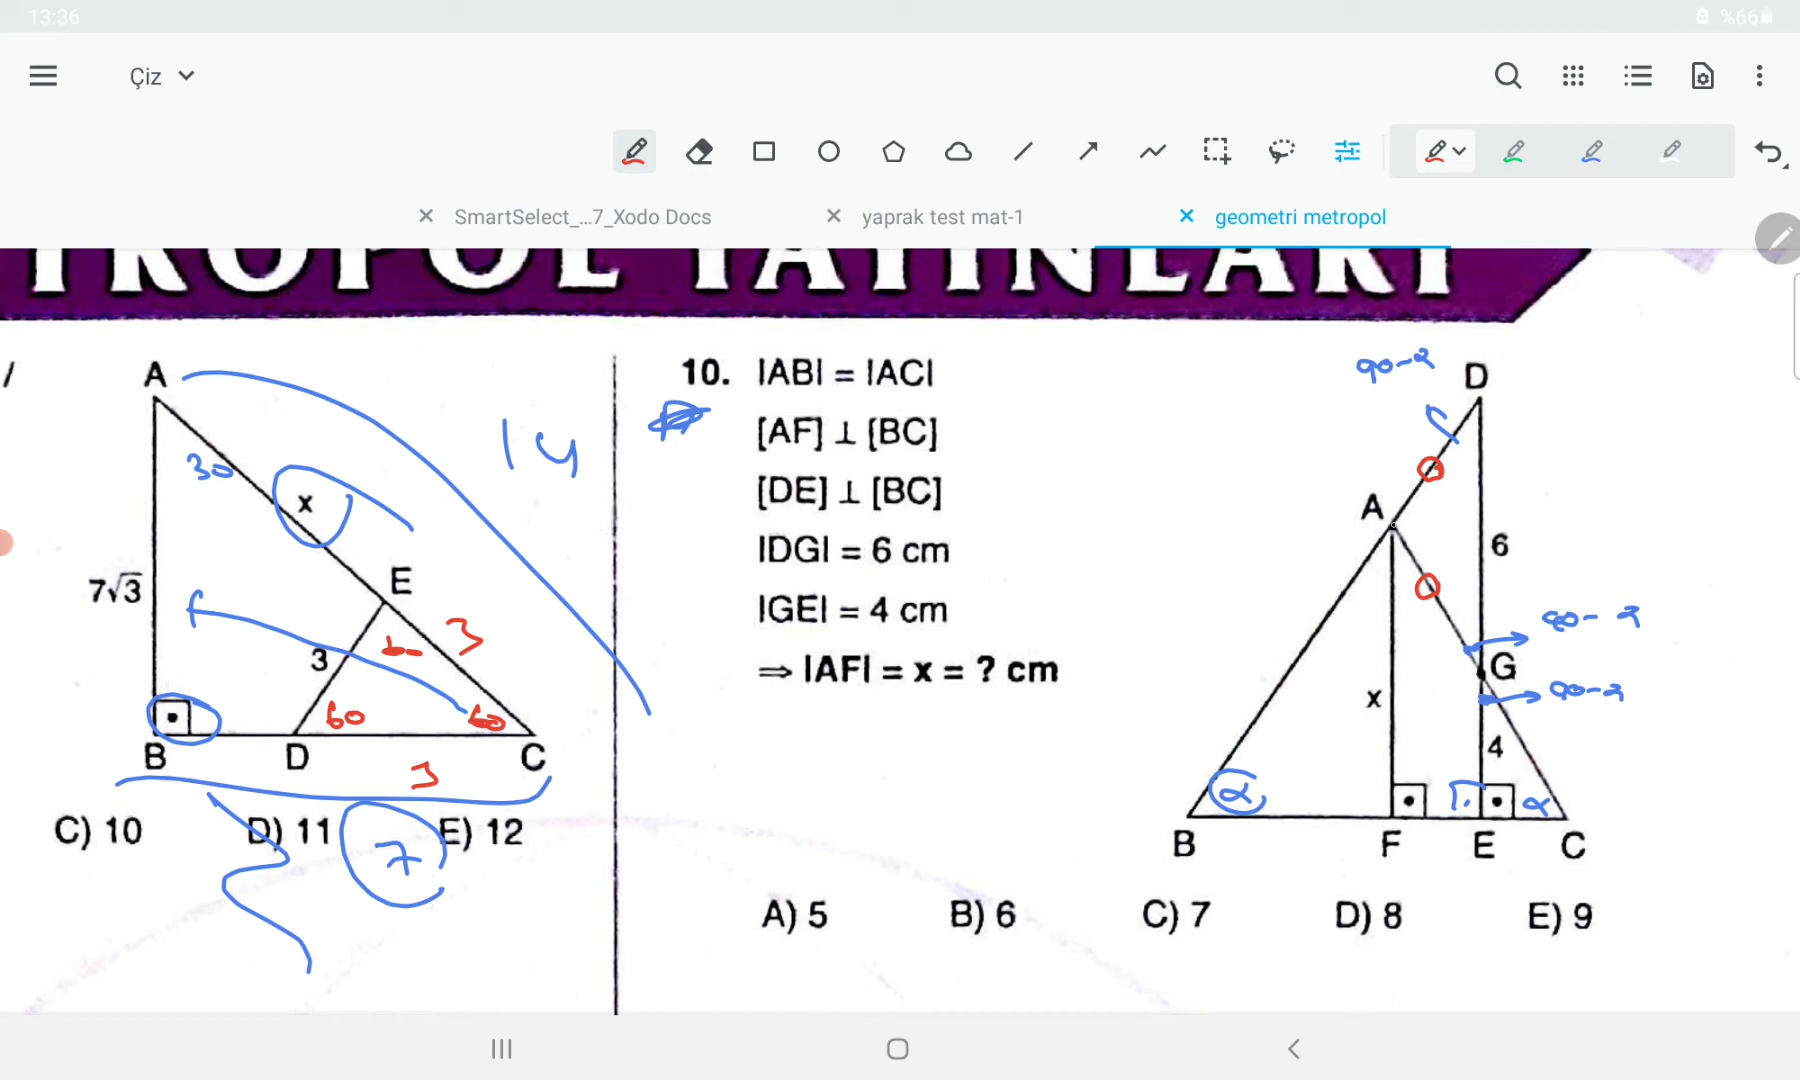 13:36
%66
Çiz
SmartSelect_...7_Xodo Docs
yaprak test mat-1
geometri metropol
TROPOL YAYINLARI
A
30
x
14
7√3
E
3
60
3
60
60
B
D
C
3
C) 10
D) 11
E) 12
7
10. |AB| = |AC|
[AF] ⊥ [BC]
[DE] ⊥ [BC]
|DG| = 6 cm
|GE| = 4 cm
⇒ |AF| = x = ? cm
90-α
D
A
6
90-α
G
90-α
x
4
α
α
B
F
E
C
A) 5
B) 6
C) 7
D) 8
E) 9